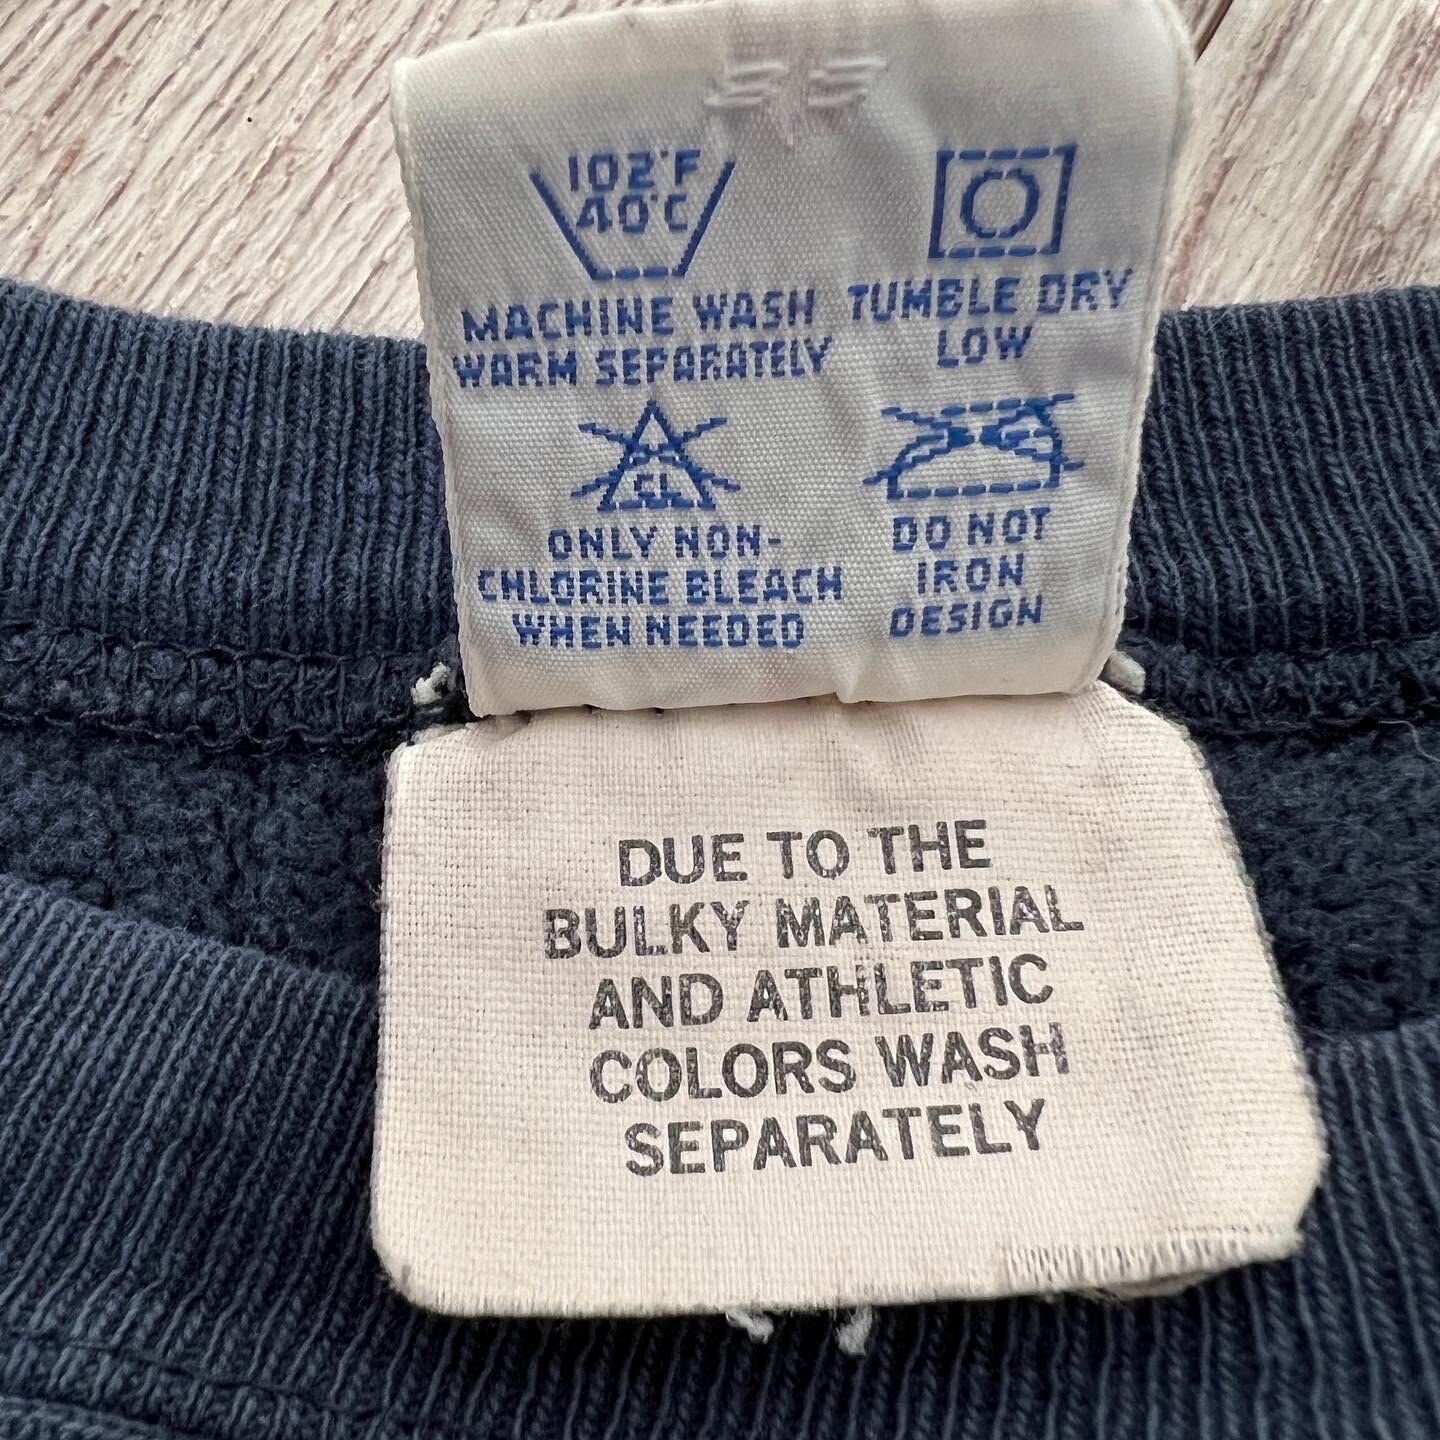 102°F
40°C
MACHINE WASH
WARM SEPARATELY
TUMBLE DRY
LOW
CL
ONLY NON-
CHLORINE BLEACH
WHEN NEEDED
DO NOT
IRON
DESIGN
DUE TO THE
BULKY MATERIAL
AND ATHLETIC
COLORS WASH
SEPARATELY